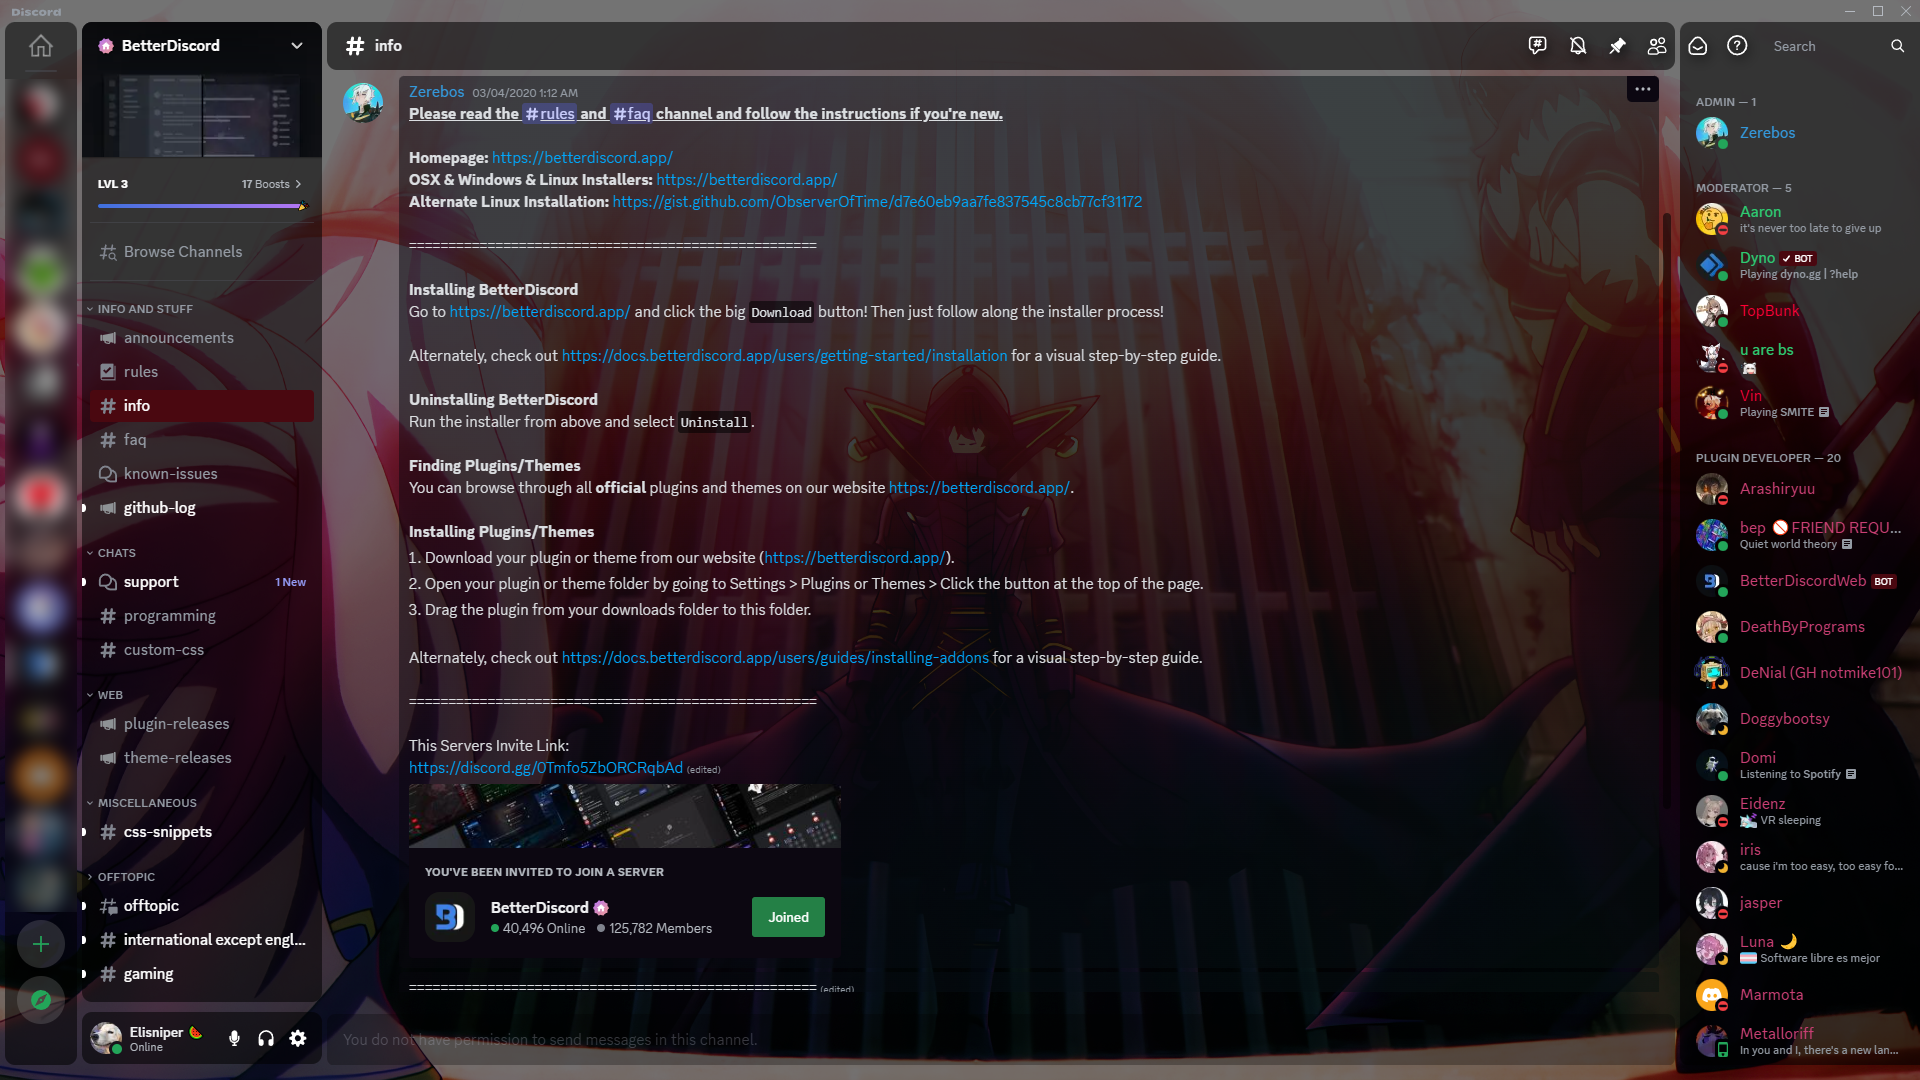 Discord
BetterDiscord
LVL 3
17 Boosts
Browse Channels
INFO AND STUFF
announcements
rules
info
faq
known-issues
github-log
CHATS
support
1 New
programming
custom-css
WEB
plugin-releases
theme-releases
MISCELLANEOUS
css-snippets
OFFTOPIC
offtopic
international except engl...
gaming
Elisniper
Online
info
Search
Zerebos 03/04/2020 1:12 AM
Please read the #rules and #faq channel and follow the instructions if you're new.
Homepage: https://betterdiscord.app/
OSX & Windows & Linux Installers: https://betterdiscord.app/
Alternate Linux Installation: https://gist.github.com/ObserverOfTime/d7e60eb9aa7fe837545c8cb77cf31172
===================================================
Installing BetterDiscord
Go to https://betterdiscord.app/ and click the big Download button! Then just follow along the installer process!
Alternately, check out https://docs.betterdiscord.app/users/getting-started/installation for a visual step-by-step guide.
Uninstalling BetterDiscord
Run the installer from above and select Uninstall.
Finding Plugins/Themes
You can browse through all official plugins and themes on our website https://betterdiscord.app/.
Installing Plugins/Themes
1. Download your plugin or theme from our website (https://betterdiscord.app/).
2. Open your plugin or theme folder by going to Settings > Plugins or Themes > Click the button at the top of the page.
3. Drag the plugin from your downloads folder to this folder.
Alternately, check out https://docs.betterdiscord.app/users/guides/installing-addons for a visual step-by-step guide.
===================================================
This Servers Invite Link:
https://discord.gg/0Tmfo5ZbORCRqbAd (edited)
YOU'VE BEEN INVITED TO JOIN A SERVER
BetterDiscord
40,496 Online 125,782 Members
Joined
=================================================== (edited)
You do not have permission to send messages in this channel.
ADMIN — 1
Zerebos
MODERATOR — 5
Aaron
it's never too late to give up
Dyno BOT
Playing dyno.gg | ?help
TopBunk
u are bs
Vin
Playing SMITE
PLUGIN DEVELOPER — 20
Arashiryuu
bep 🚫 FRIEND REQU...
Quiet world theory
BetterDiscordWeb BOT
DeathByPrograms
DeNial (GH notmike101)
Doggybootsy
Domi
Listening to Spotify
Eidenz
VR sleeping
iris
cause i'm too easy, too easy fo...
jasper
Luna 🌙
Software libre es mejor
Marmota
Metalloriff
In you and I, there's a new lan...